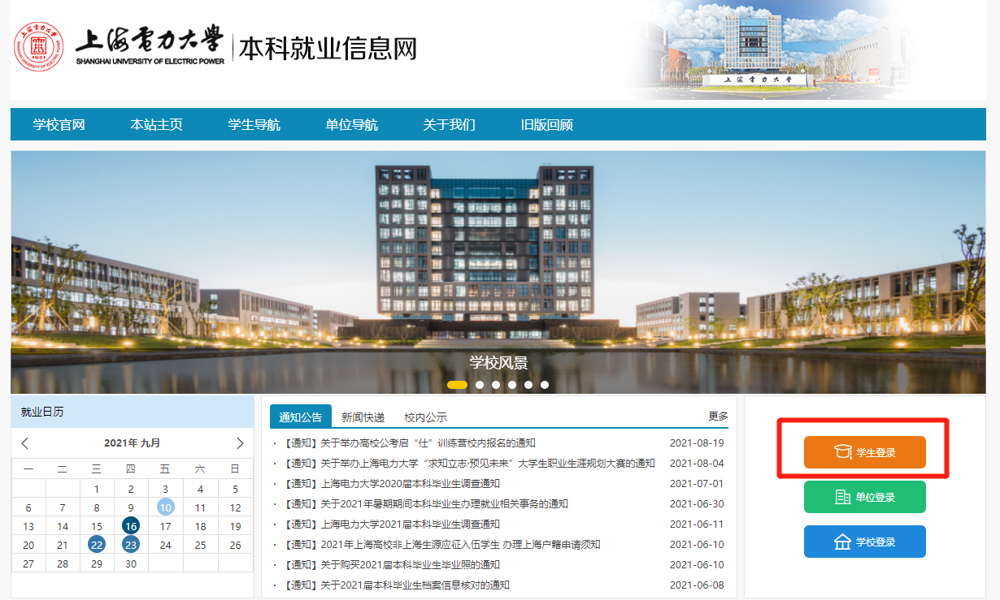 上海电力大学
SHANGHAI UNIVERSITY OF ELECTRIC POWER
本科就业信息网
上海电力大学
学校官网 本站主页 学生导航 单位导航 关于我们 旧版回顾
学校风景
就业日历
2021年 九月
一 二 三 四 五 六 日
1 2 3 4 5
6 7 8 9 10 11 12
13 14 15 16 17 18 19
20 21 22 23 24 25 26
27 28 29 30
通知公告 新闻快递 校内公示 更多
· 【通知】关于举办高校公考启“仕”训练营校内报名的通知 2021-08-19
· 【通知】关于举办上海电力大学“求知立志·预见未来”大学生职业生涯规划大赛的通知 2021-08-04
· 【通知】上海电力大学2020届本科毕业生调查通知 2021-07-01
· 【通知】关于2021年暑期期间本科毕业生办理就业相关事务的通知 2021-06-30
· 【通知】上海电力大学2021届本科毕业生调查通知 2021-06-11
· 【通知】2021年上海高校非上海生源应征入伍学生 办理上海户籍申请须知 2021-06-10
· 【通知】关于购买2021届本科毕业生毕业照的通知 2021-06-10
· 【通知】关于2021届本科毕业生档案信息核对的通知 2021-06-08
学生登录
单位登录
学校登录